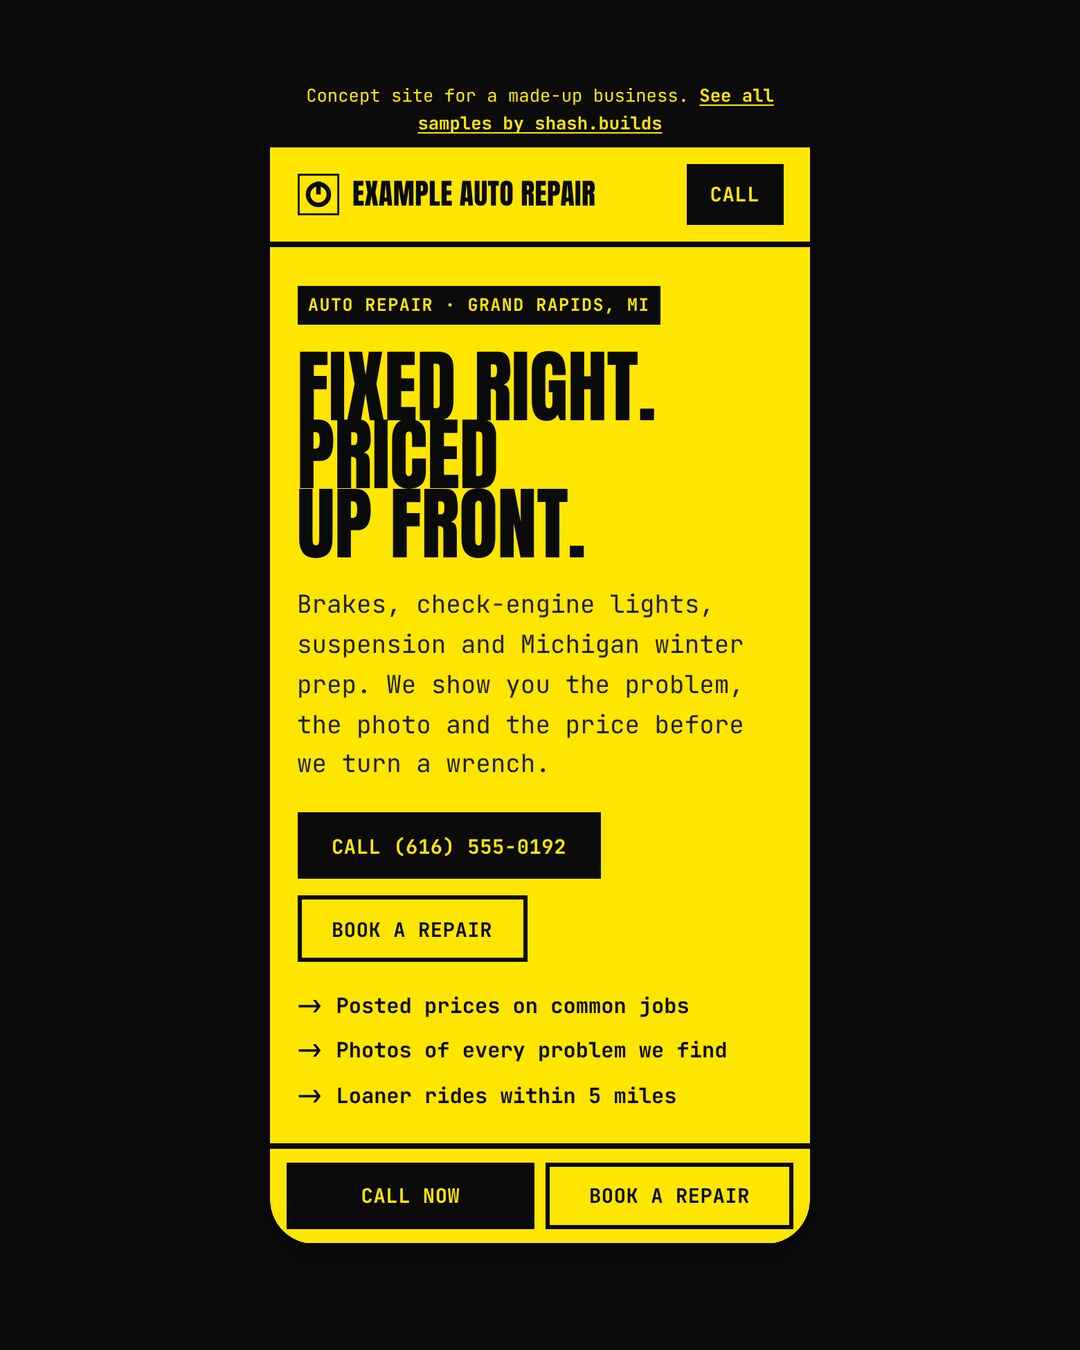 Concept site for a made-up business. See all
samples by shash.builds
EXAMPLE AUTO REPAIR
CALL
AUTO REPAIR · GRAND RAPIDS, MI
FIXED RIGHT.
PRICED
UP FRONT.
Brakes, check-engine lights,
suspension and Michigan winter
prep. We show you the problem,
the photo and the price before
we turn a wrench.
CALL (616) 555-0192
BOOK A REPAIR
→ Posted prices on common jobs
→ Photos of every problem we find
→ Loaner rides within 5 miles
CALL NOW
BOOK A REPAIR